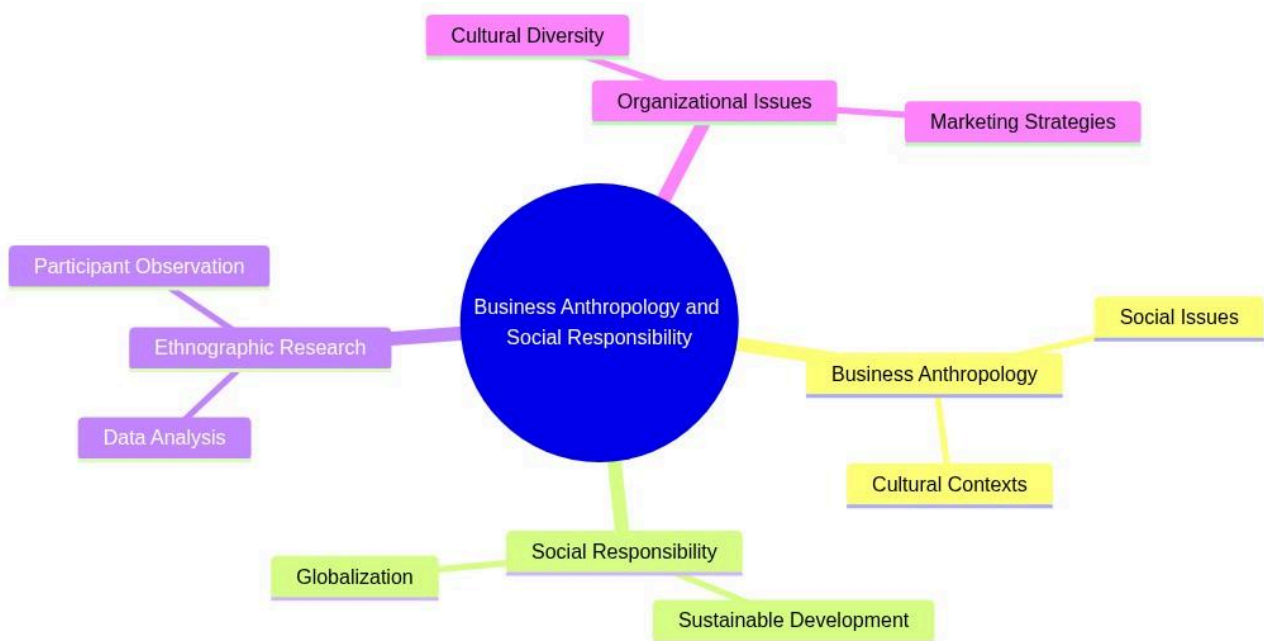 Cultural Diversity
Organizational Issues
Marketing Strategies
Participant Observation
Ethnographic Research
Data Analysis
Business Anthropology and
Social Responsibility
Social Issues
Business Anthropology
Cultural Contexts
Social Responsibility
Globalization
Sustainable Development